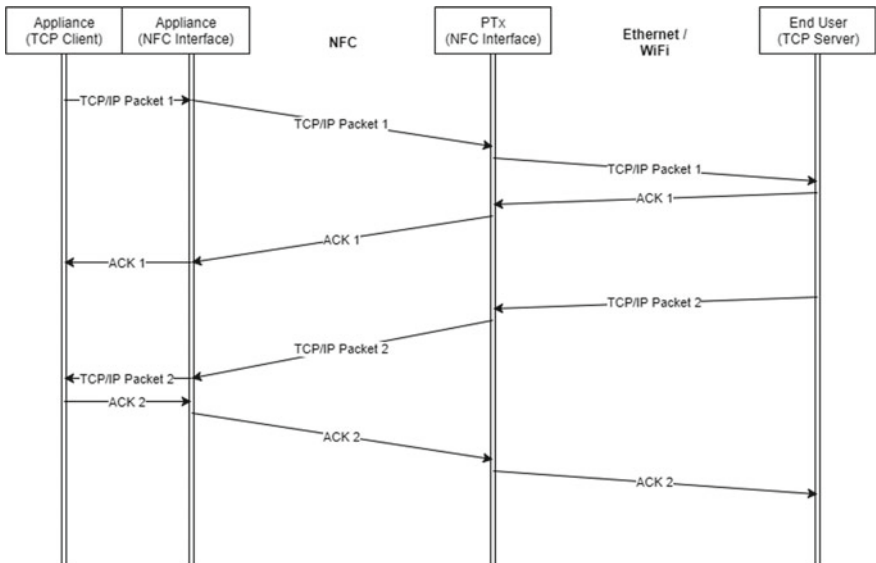 Appliance
(TCP Client)
Appliance
(NFC Interface)
NFC
PTx
(NFC Interface)
Ethernet /
WiFi
End User
(TCP Server)
TCP/IP Packet 1
TCP/IP Packet 1
TCP/IP Packet 1
ACK 1
ACK 1
ACK 1
TCP/IP Packet 2
TCP/IP Packet 2
TCP/IP Packet 2
ACK 2
ACK 2
ACK 2